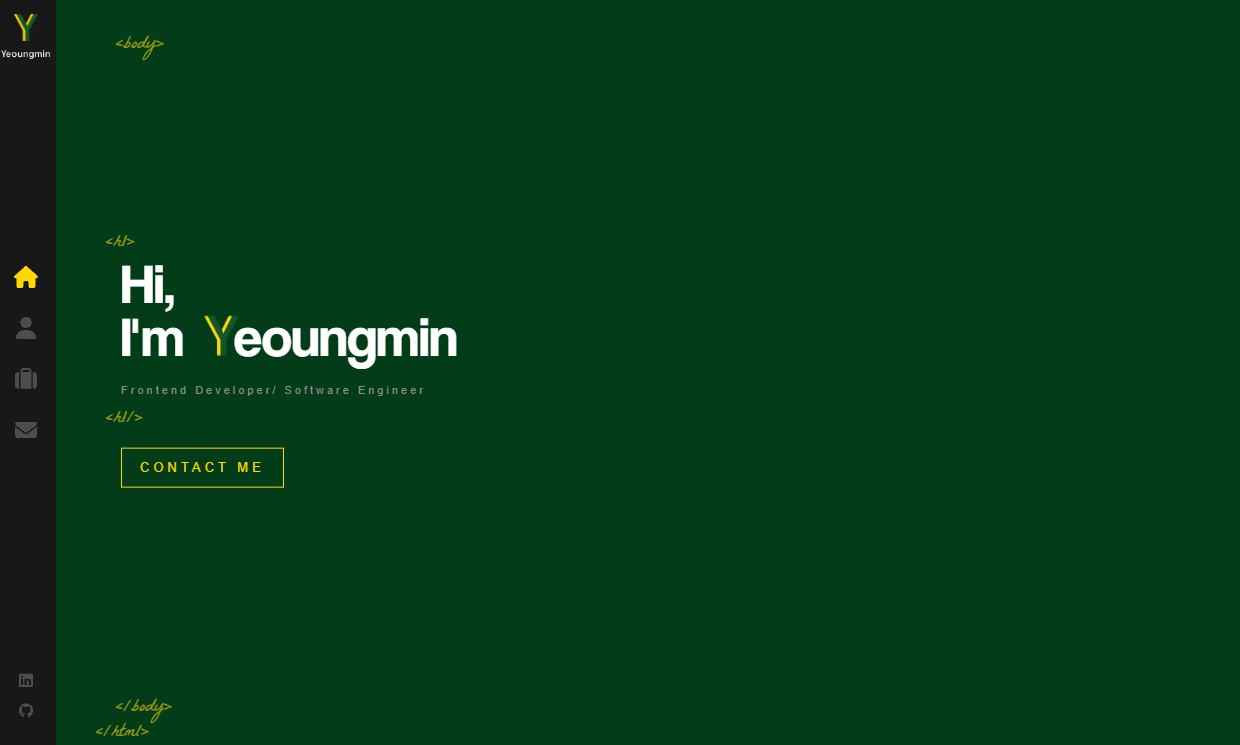 Yeoungmin
<body>
<h1>
Hi,
I'm Yeoungmin
Frontend Developer/ Software Engineer
<h1/>
CONTACT ME
</body>
</html>